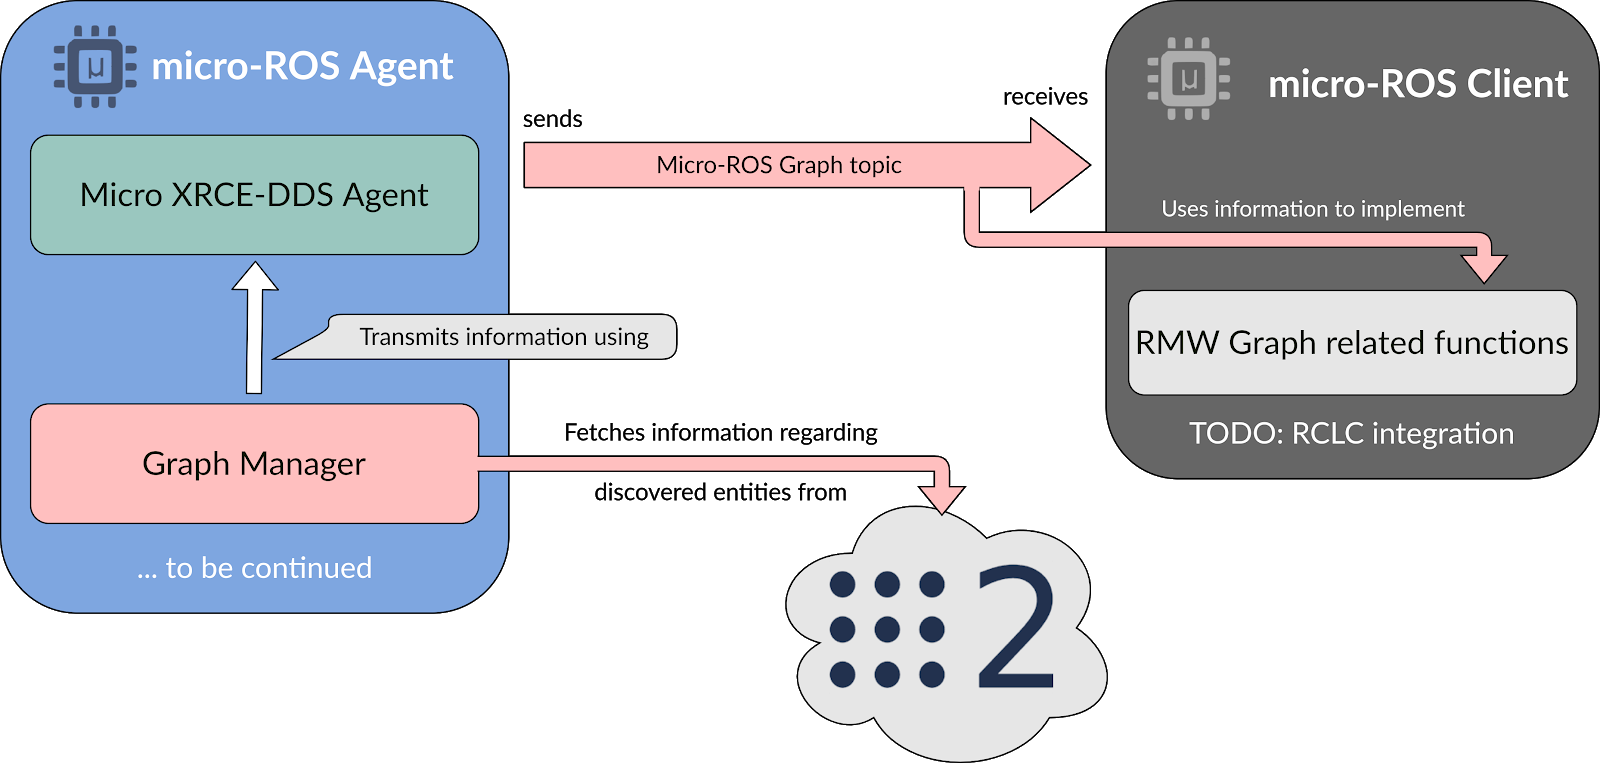 µ
micro-ROS Agent
Micro XRCE-DDS Agent
Transmits information using
Graph Manager
... to be continued
sends
receives
Micro-ROS Graph topic
Fetches information regarding
discovered entities from
2
µ
micro-ROS Client
Uses information to implement
RMW Graph related functions
TODO: RCLC integration